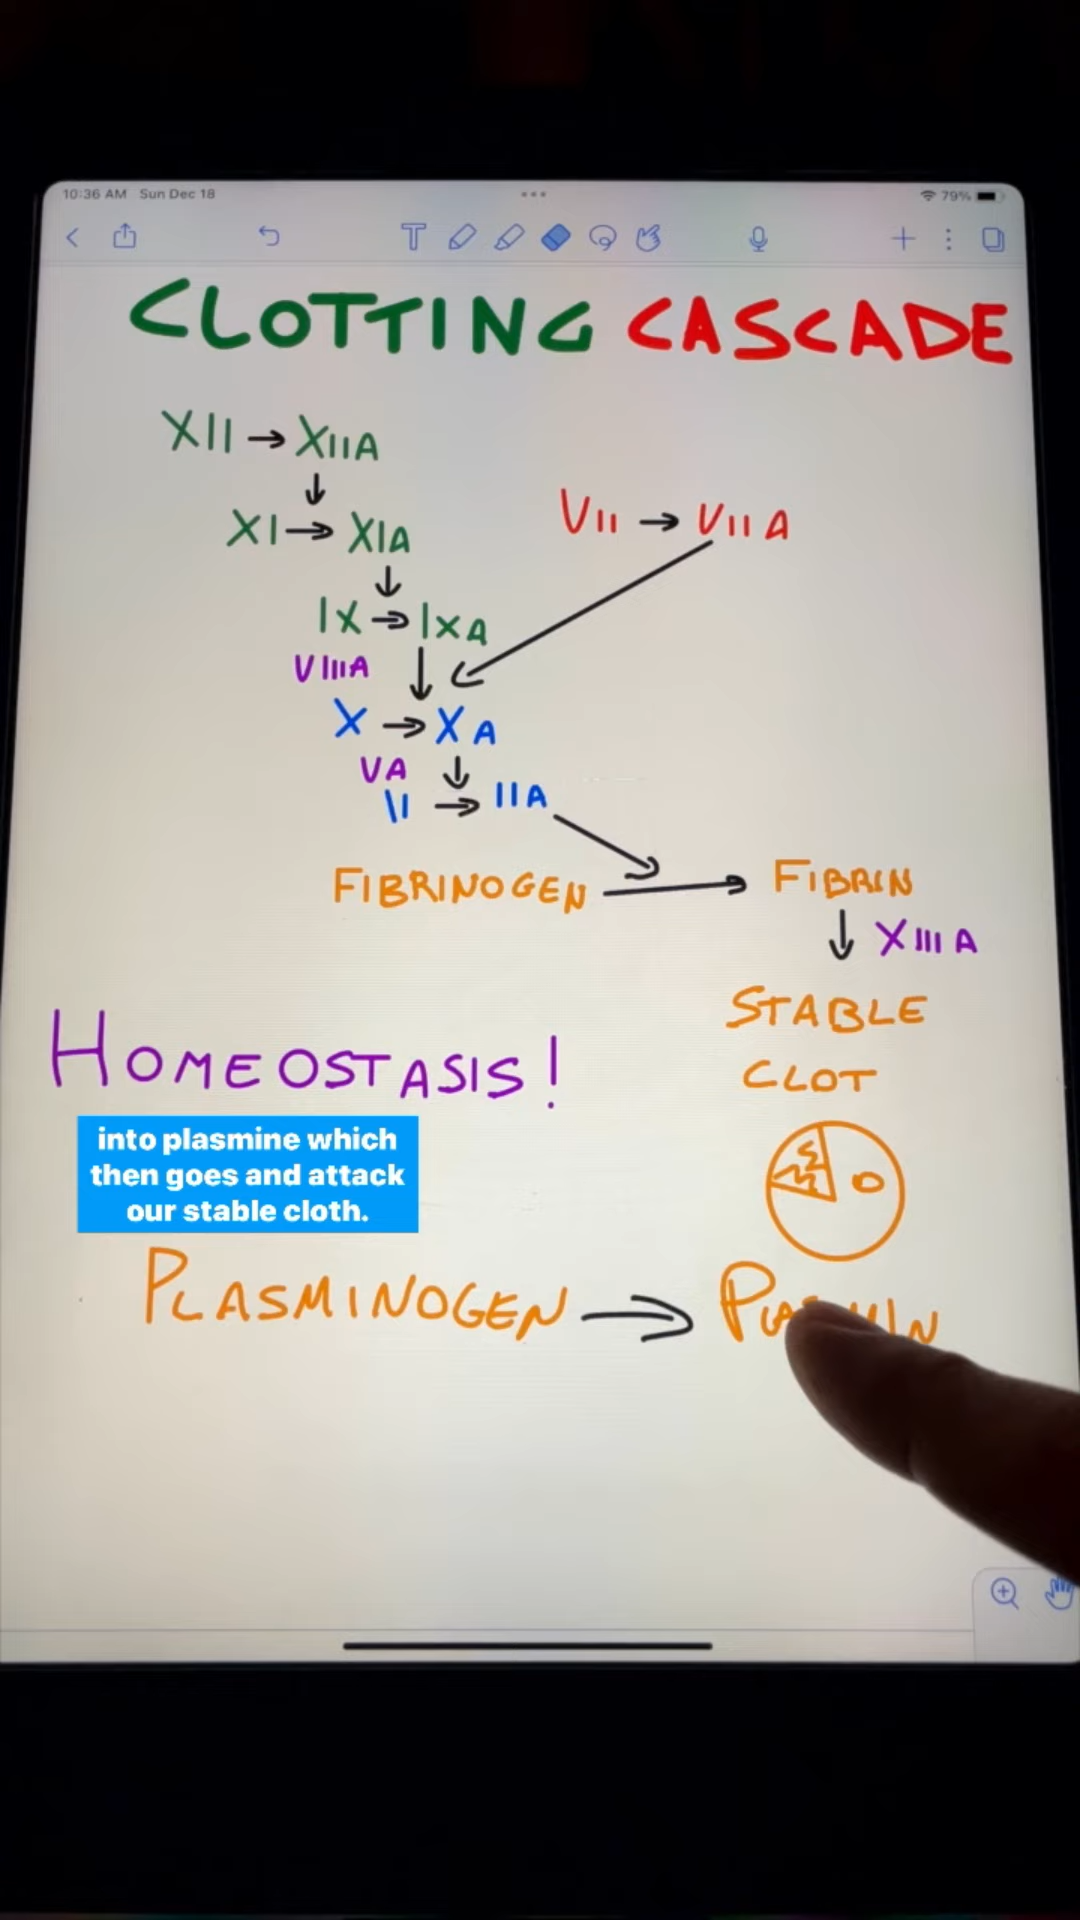 10:36 AM Sun Dec 18
79%
CLOTTING CASCADE
XII → XIIA
↓
XI → XIA
VII → VIIA
↓
IX → IXA
VIIIA ↓
X → XA
VA ↓
II → IIA
FIBRINOGEN → FIBRIN
↓ XIIIA
STABLE
CLOT
HOMEOSTASIS!
into plasmine which
then goes and attack
our stable cloth.
PLASMINOGEN → PLASMIN